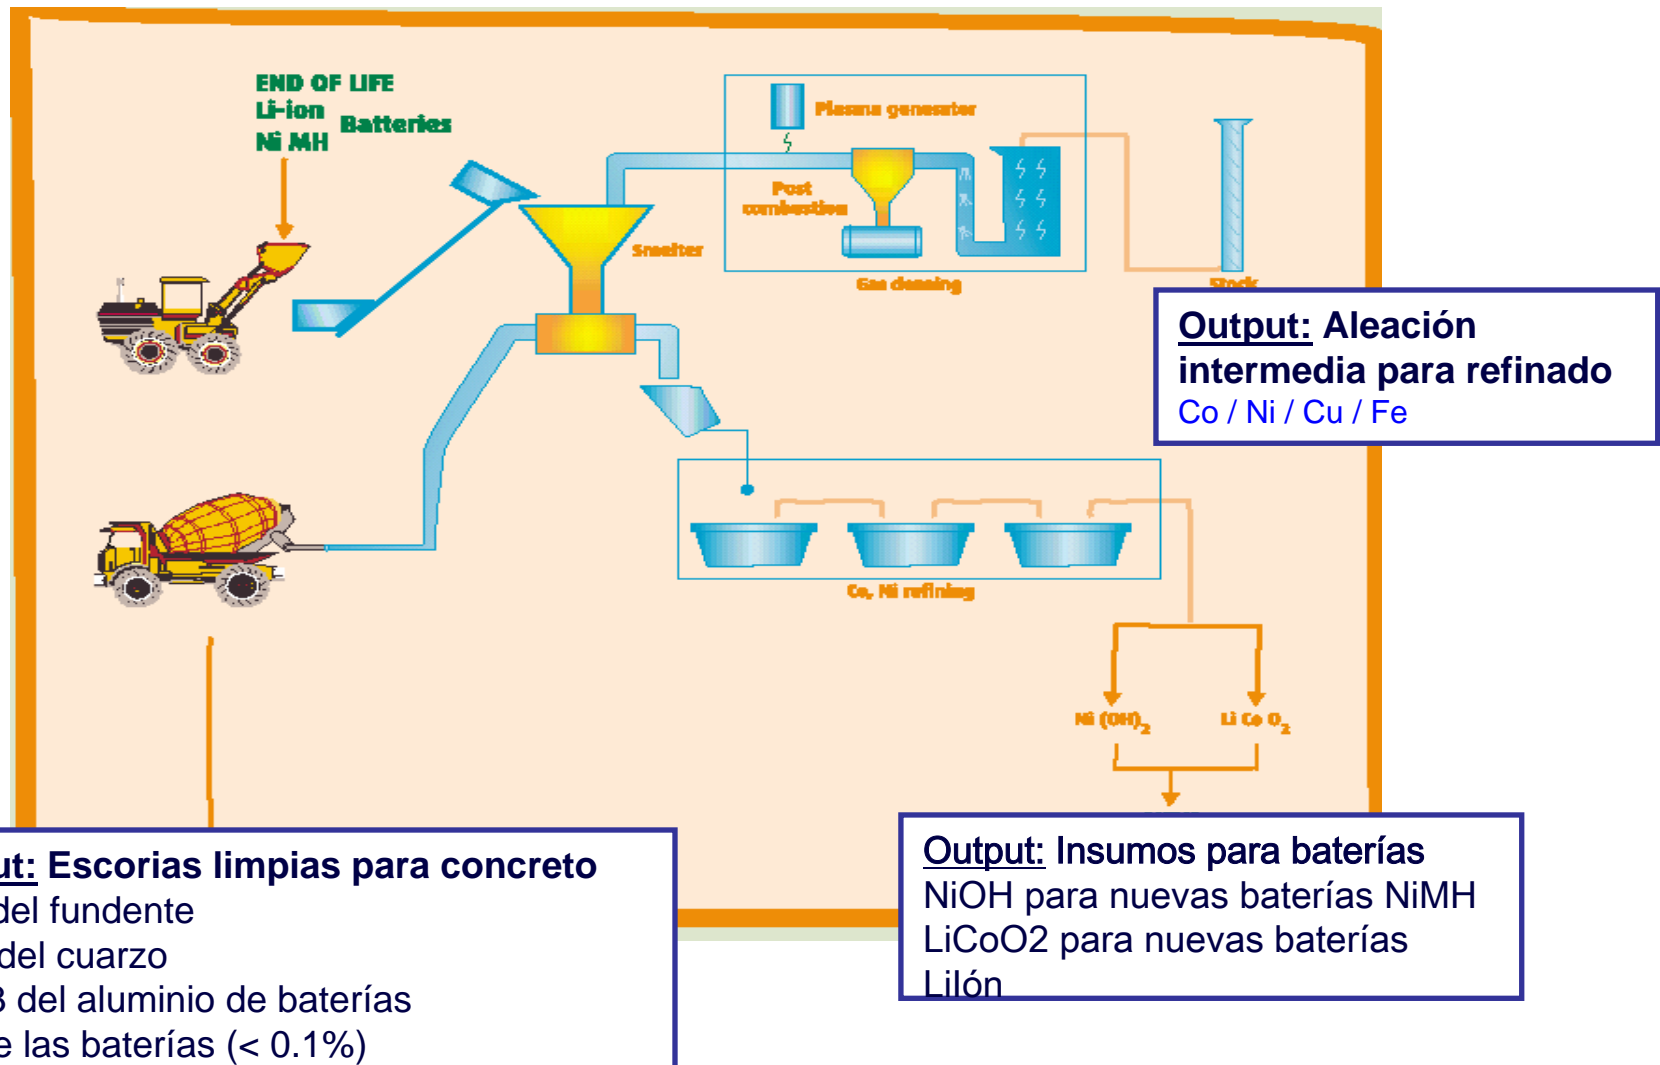 END OF LIFE
Li-ion
Batteries
Ni MH
Plasma generator
Post
combustion
Smelter
Gas cleaning
Stock
Output: Aleación
intermedia para refinado
Co / Ni / Cu / Fe
Co, Ni refining
Ni (OH)2
Li Co O2
ut: Escorias limpias para concreto
del fundente
del cuarzo
3 del aluminio de baterías
e las baterías (< 0.1%)
Output: Insumos para baterías
NiOH para nuevas baterías NiMH
LiCoO2 para nuevas baterías
LiIón